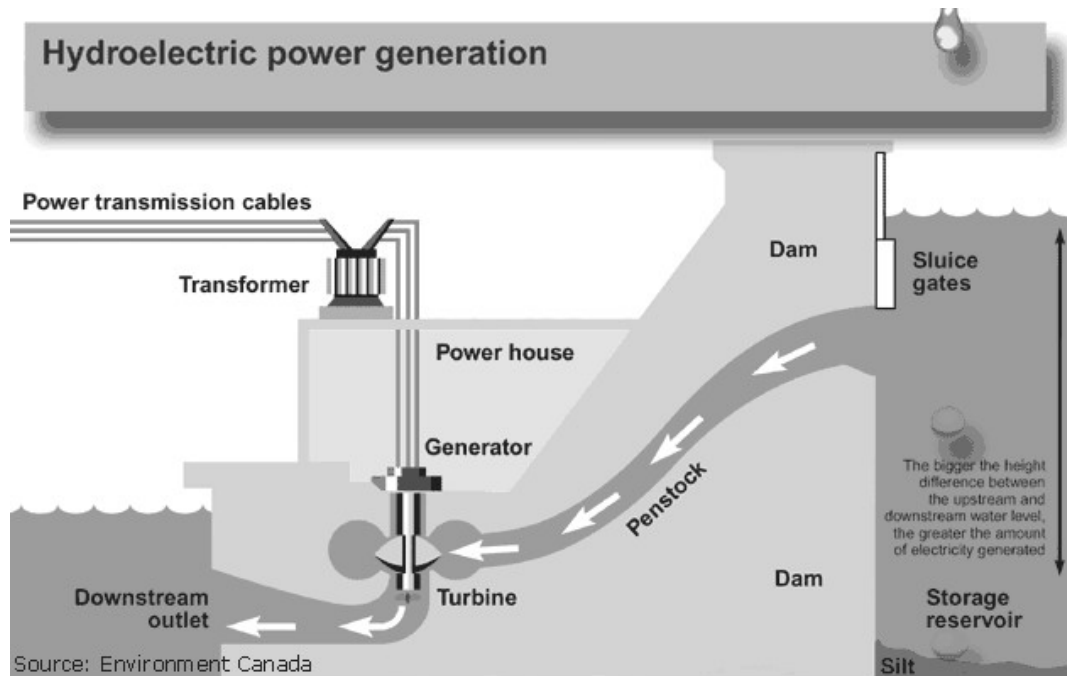 Hydroelectric power generation
Power transmission cables
Transformer
Dam
Sluice
gates
Power house
Generator
Penstock
The bigger the height
difference between
the upstream and
downstream water level,
the greater the amount
of electricity generated
Downstream
outlet
Turbine
Dam
Storage
reservoir
Silt
Source: Environment Canada